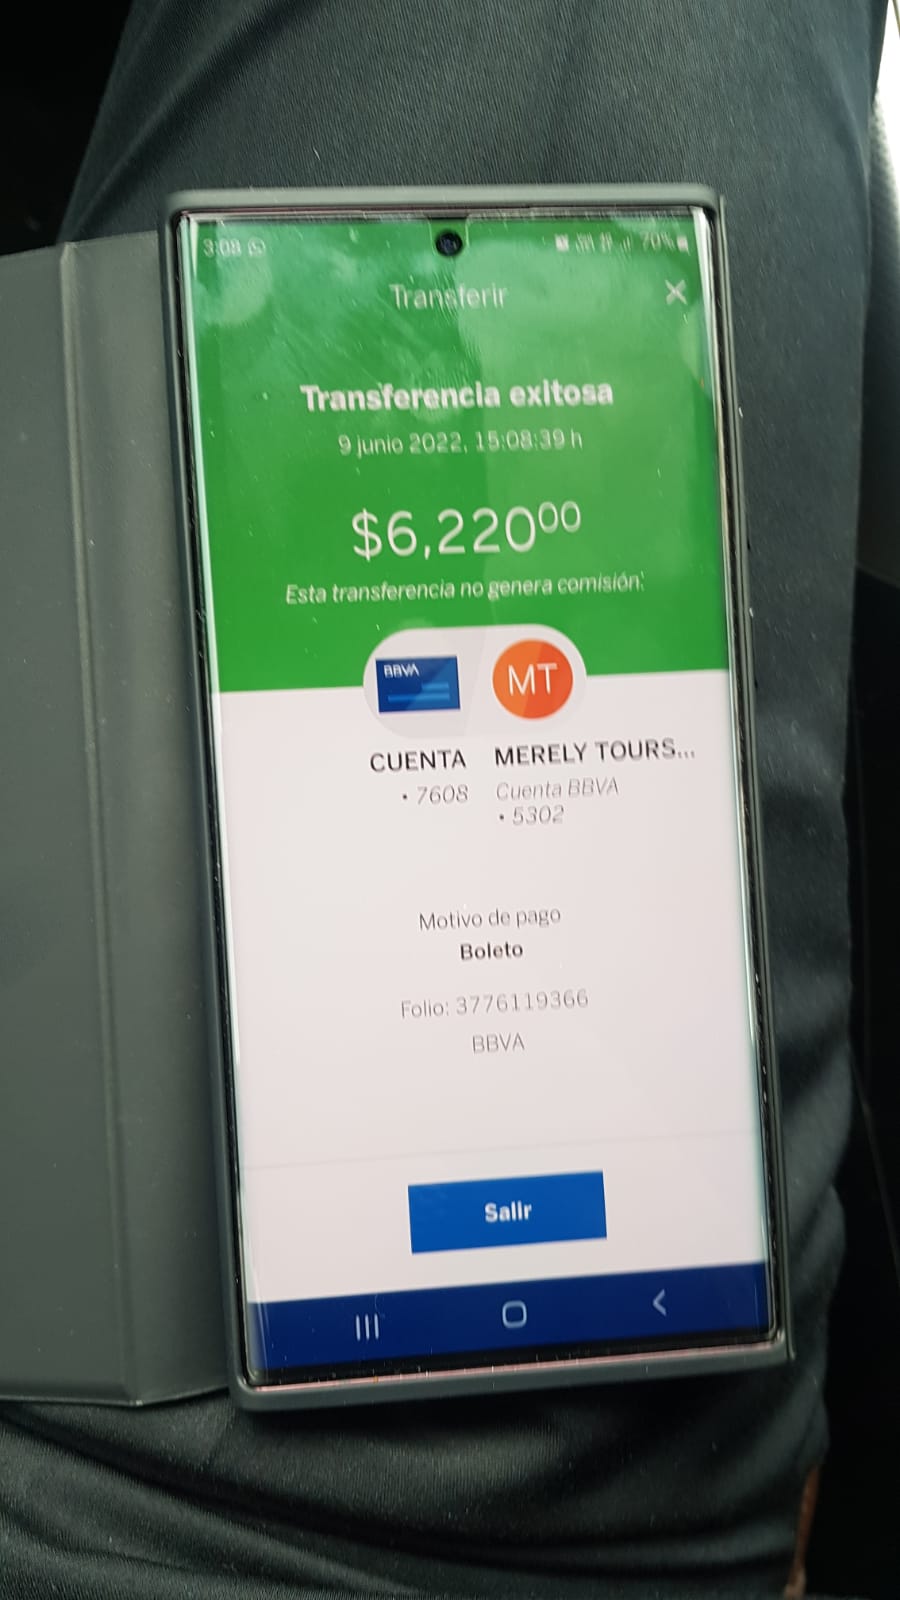 3:08
70%
Transferir
Transferencia exitosa
9 junio 2022, 15:08:39 h
$6,220⁰⁰
Esta transferencia no genera comisión.
BBVA
MT
CUENTA
• 7608
MERELY TOURS...
Cuenta BBVA
• 5302
Motivo de pago
Boleto
Folio: 3776119366
BBVA
Salir